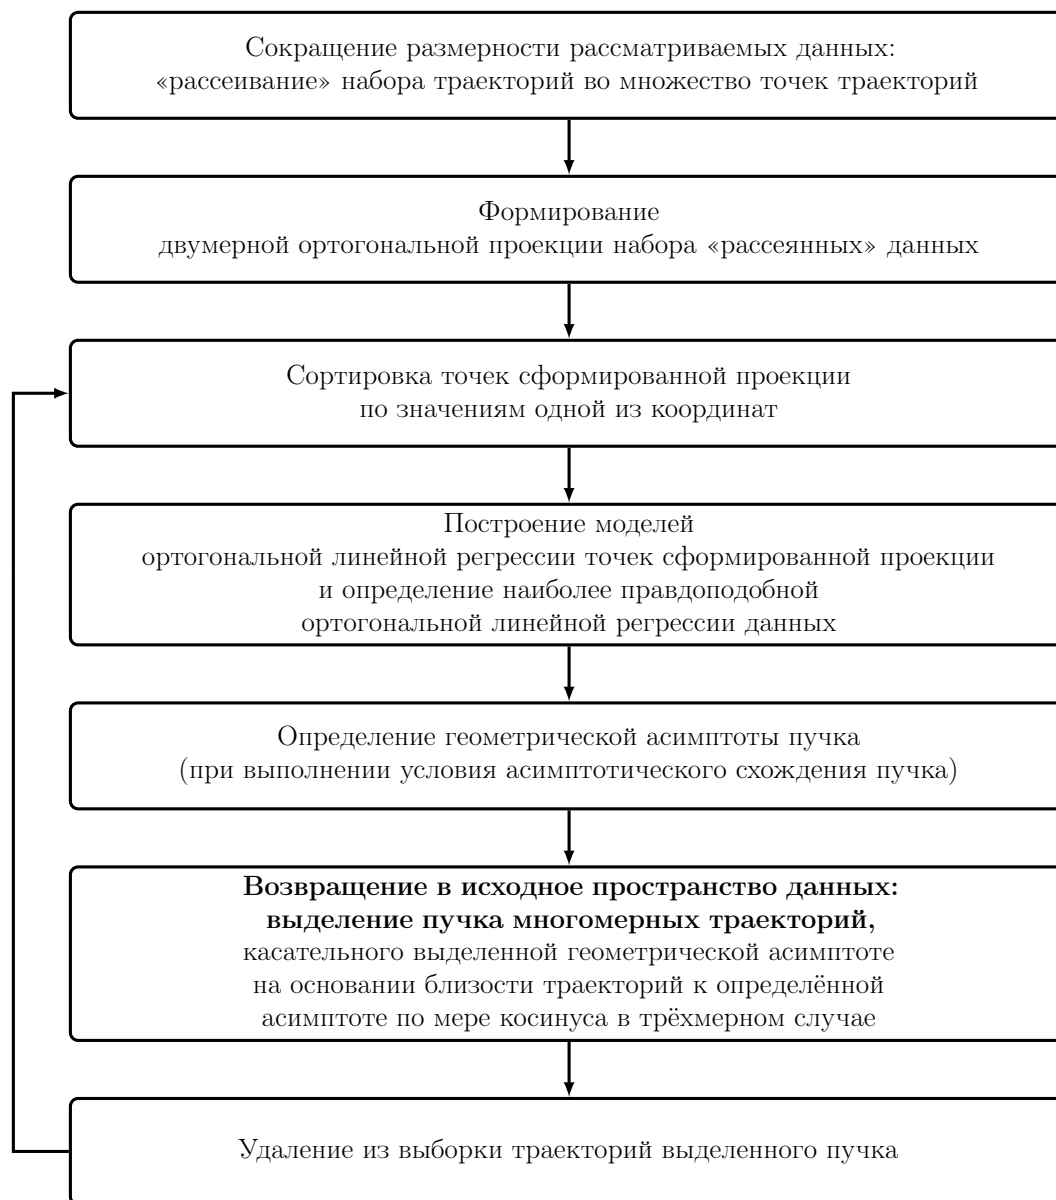 Сокращение размерности рассматриваемых данных:
«рассеивание» набора траекторий во множество точек траекторий
Формирование
двумерной ортогональной проекции набора «рассеянных» данных
Сортировка точек сформированной проекции
по значениям одной из координат
Построение моделей
ортогональной линейной регрессии точек сформированной проекции
и определение наиболее правдоподобной
ортогональной линейной регрессии данных
Определение геометрической асимптоты пучка
(при выполнении условия асимптотического схождения пучка)
Возвращение в исходное пространство данных:
выделение пучка многомерных траекторий,
касательного выделенной геометрической асимптоте
на основании близости траекторий к определённой
асимптоте по мере косинуса в трёхмерном случае
Удаление из выборки траекторий выделенного пучка